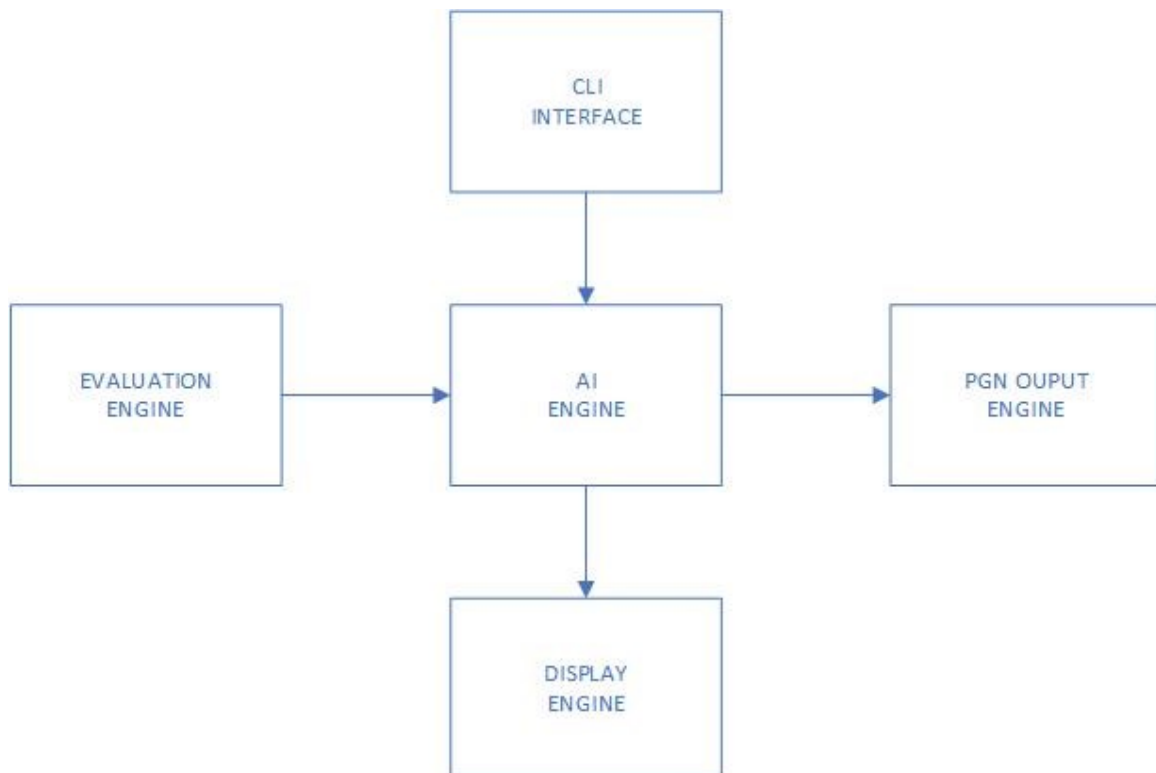 CLI
INTERFACE
EVALUATION
ENGINE
AI
ENGINE
PGN OUPUT
ENGINE
DISPLAY
ENGINE